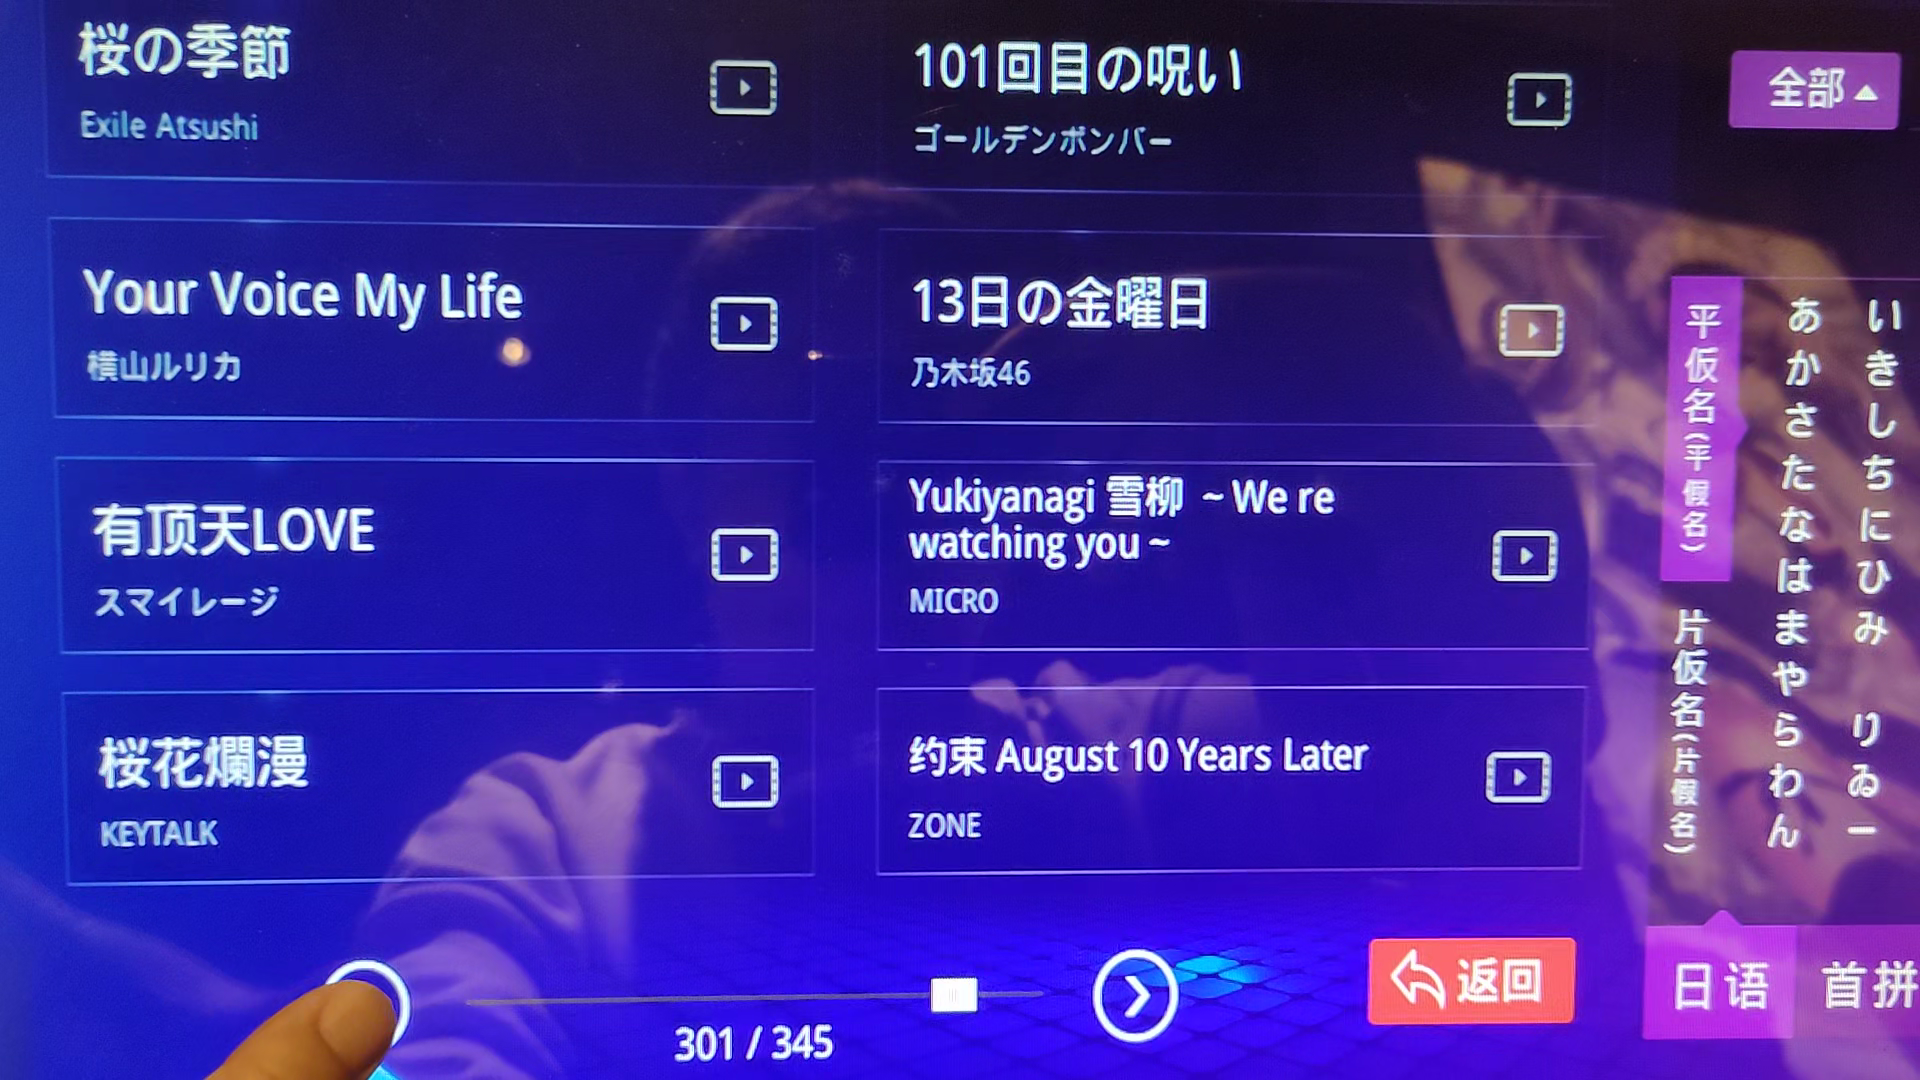 桜の季節
Exile Atsushi
101回目の呪い
ゴールデンボンバー
Your Voice My Life
横山ルリカ
13日の金曜日
乃木坂46
有顶天LOVE
スマイレージ
Yukiyanagi 雪柳 ～We re
watching you～
MICRO
桜花爛漫
KEYTALK
约束 August 10 Years Later
ZONE
301 / 345
返回
全部
平仮名(平假名)
片仮名(片假名)
あかさたなはまやらわん
いきしちにひみ りゐー
日语
首拼